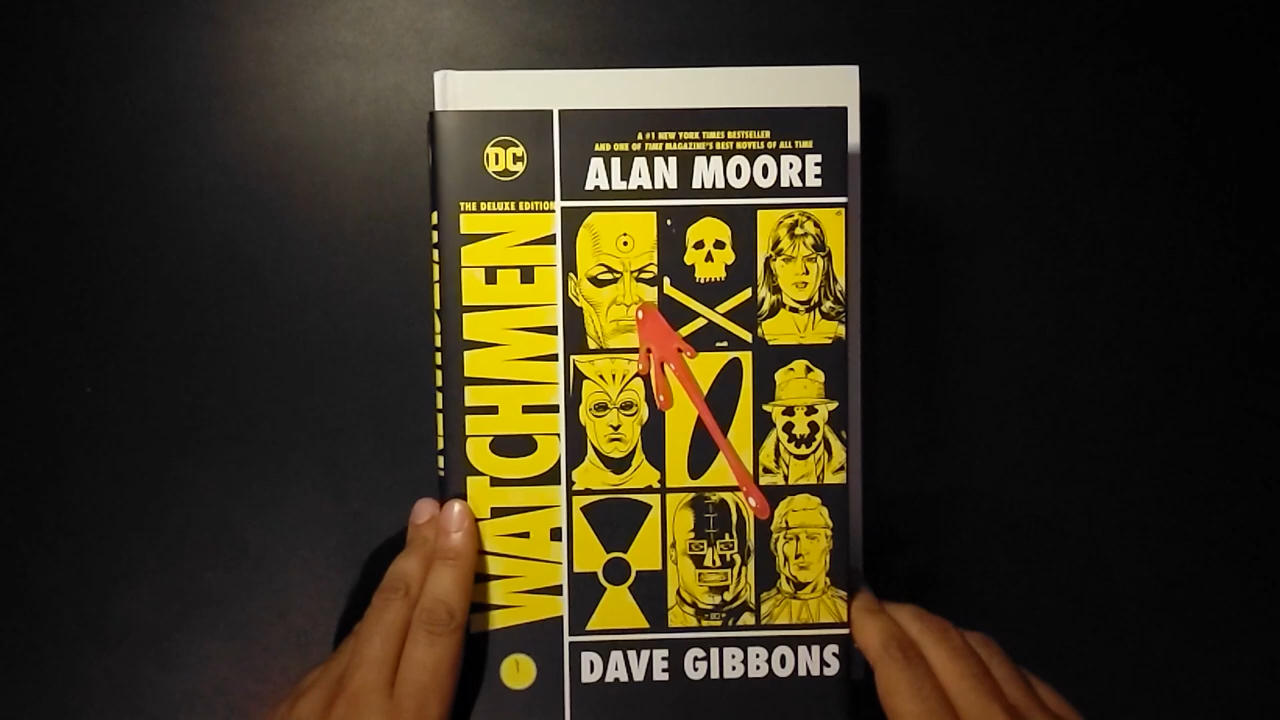 DC
THE DELUXE EDITION
WATCHMEN
A #1 NEW YORK TIMES BESTSELLER
AND ONE OF TIME MAGAZINE'S BEST NOVELS OF ALL TIME
ALAN MOORE
DAVE GIBBONS